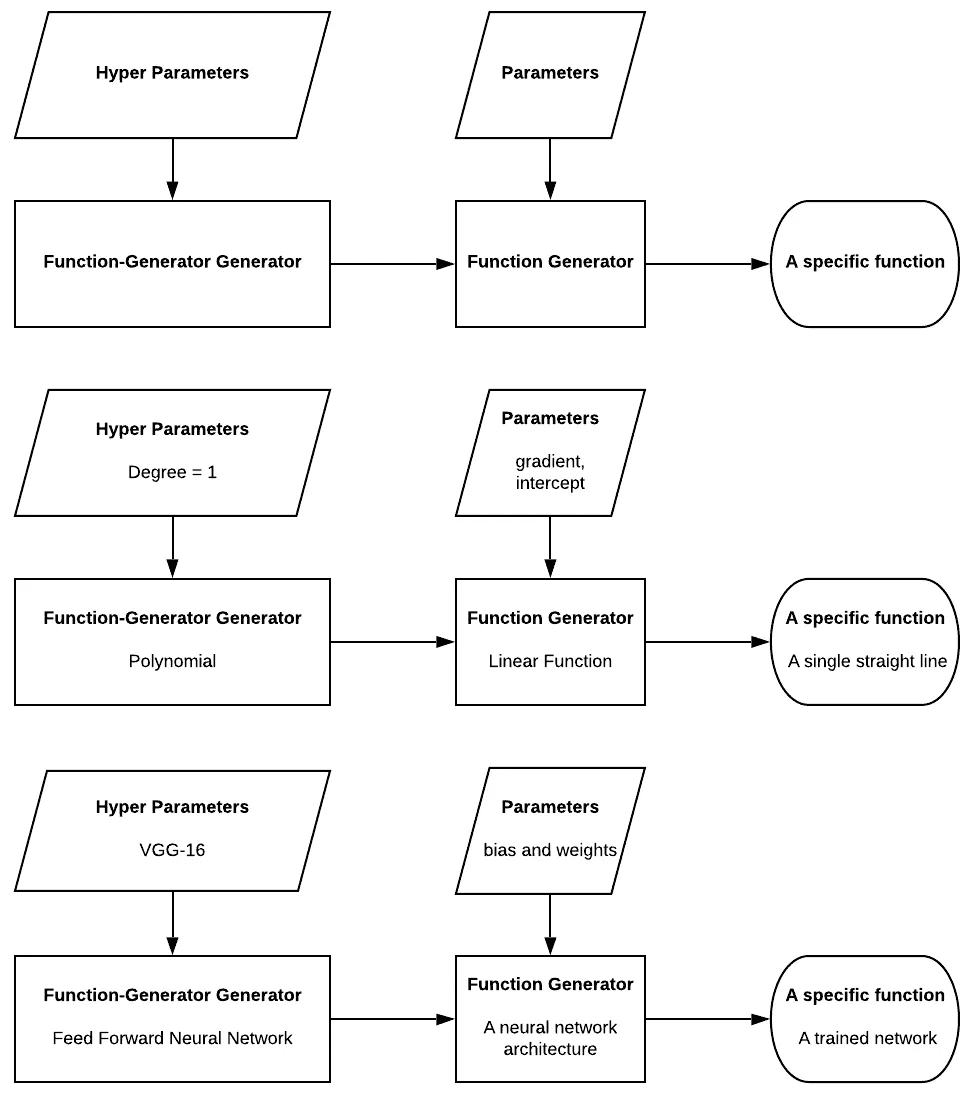 Hyper Parameters
Parameters
Function-Generator Generator
Function Generator
A specific function
Hyper Parameters
Degree = 1
Parameters
gradient,
intercept
Function-Generator Generator
Polynomial
Function Generator
Linear Function
A specific function
A single straight line
Hyper Parameters
VGG-16
Parameters
bias and weights
Function-Generator Generator
Feed Forward Neural Network
Function Generator
A neural network
architecture
A specific function
A trained network